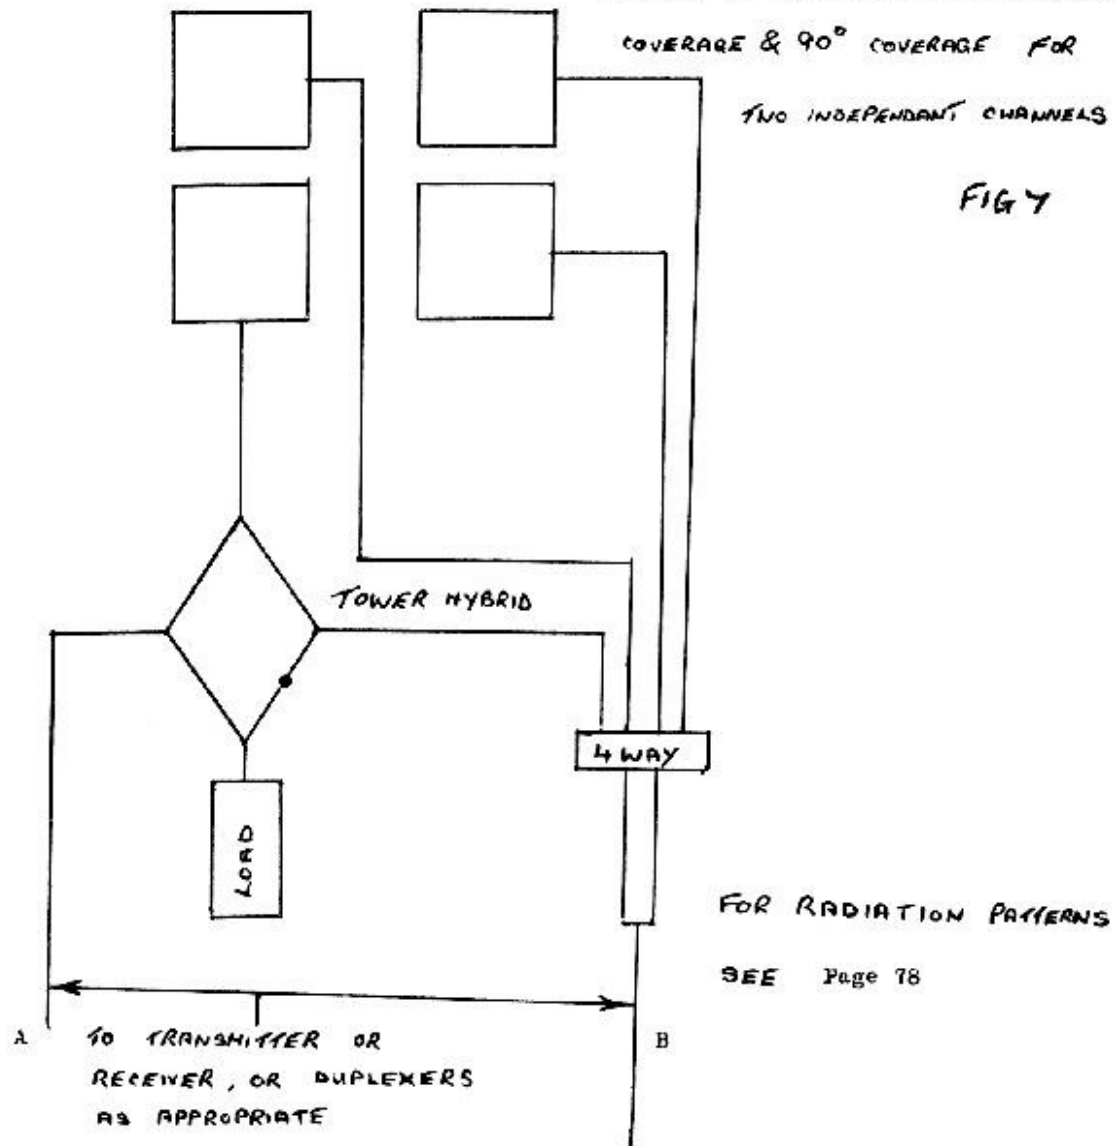 COVERAGE & 90° COVERAGE FOR
TWO INDEPENDANT CHANNELS
FIG Y
TOWER HYBRID
4 WAY
LOAD
FOR RADIATION PATTERNS
SEE Page 78
A
B
TO TRANSMITTER OR
RECEIVER, OR DUPLEXERS
AS APPROPRIATE